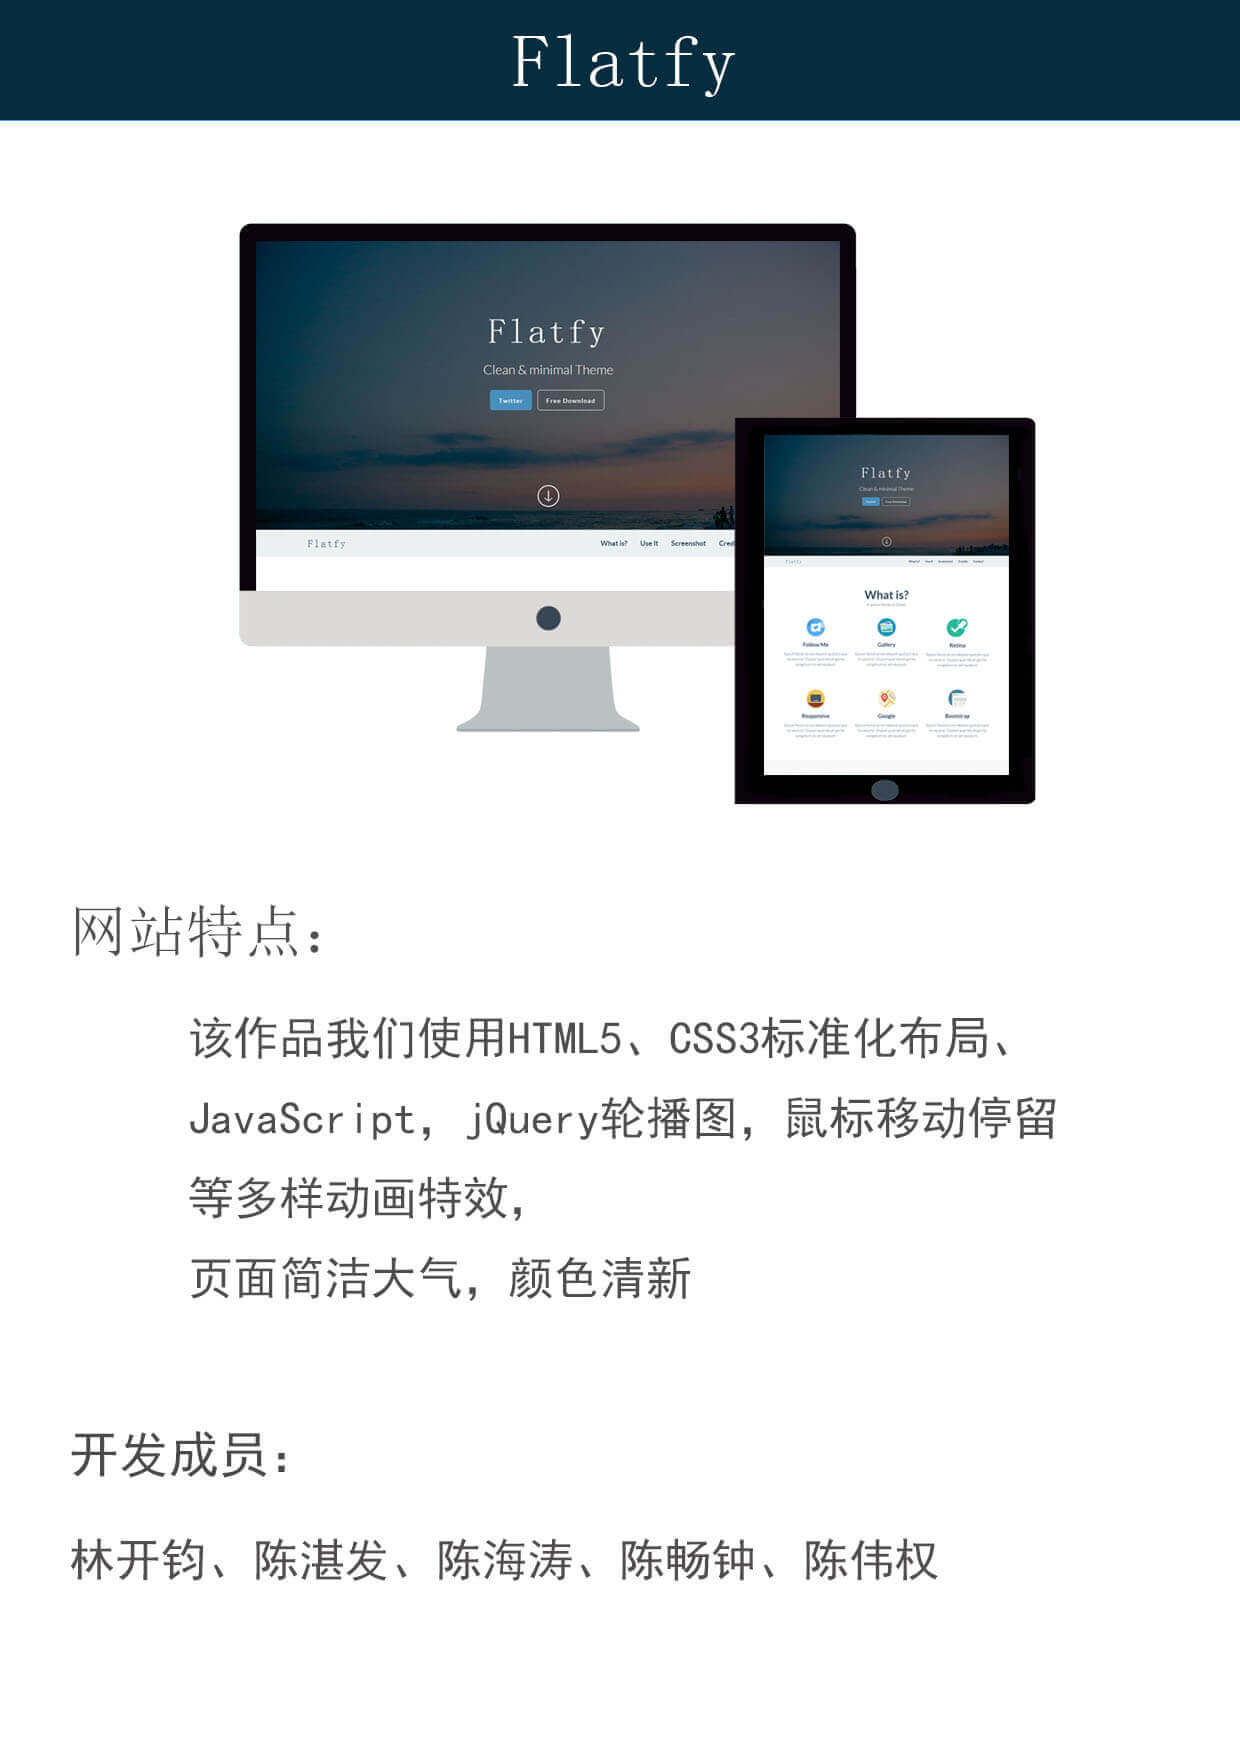 Flatfy
Flatfy
Clean & minimal Theme
Twitter
Free Download
Flatfy
What is?
Use It
Screenshot
Flatfy
Clean & minimal Theme
Free Download
Flatfy
What is?
Follow Me
Gallery
Retina
Responsive
Google
Bootstrap
网站特点：
该作品我们使用HTML5、CSS3标准化布局、
JavaScript，jQuery轮播图，鼠标移动停留
等多样动画特效，
页面简洁大气，颜色清新
开发成员：
林开钧、陈湛发、陈海涛、陈畅钟、陈伟权